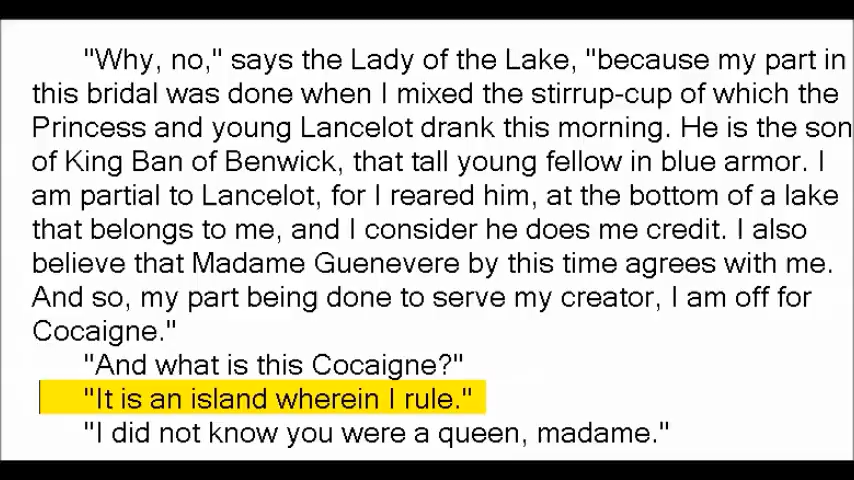 "Why, no," says the Lady of the Lake, "because my part in
this bridal was done when I mixed the stirrup-cup of which the
Princess and young Lancelot drank this morning. He is the son
of King Ban of Benwick, that tall young fellow in blue armor. I
am partial to Lancelot, for I reared him, at the bottom of a lake
that belongs to me, and I consider he does me credit. I also
believe that Madame Guenevere by this time agrees with me.
And so, my part being done to serve my creator, I am off for
Cocaigne."
"And what is this Cocaigne?"
"It is an island wherein I rule."
"I did not know you were a queen, madame."